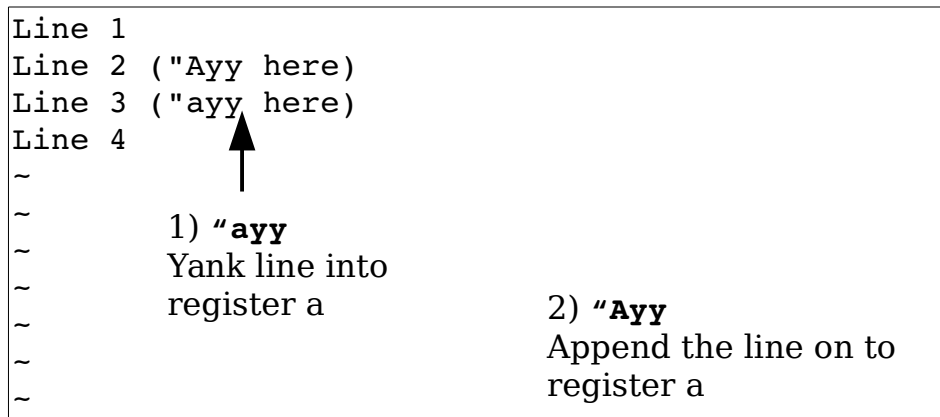 Line 1
Line 2 ("Ayy here)
Line 3 ("ayy here)
Line 4
~
~
~
~
~
~
~
1) “ayy
Yank line into
register a
2) “Ayy
Append the line on to
register a